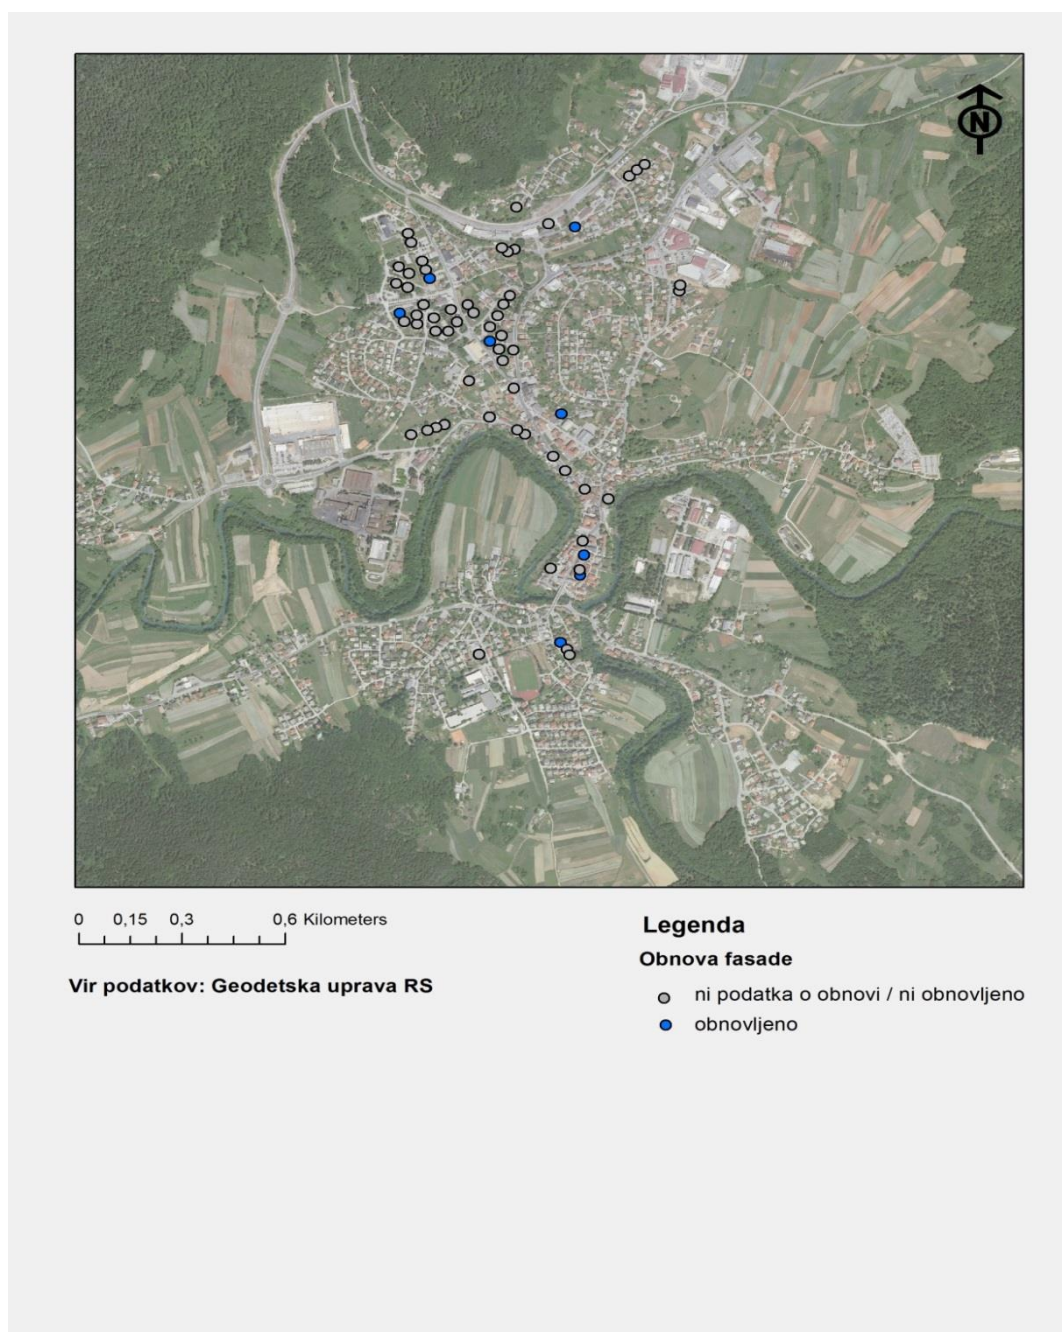 N
0 0,15 0,3 0,6 Kilometers
Vir podatkov: Geodetska uprava RS
Legenda
Obnova fasade
ni podatka o obnovi / ni obnovljeno
obnovljeno